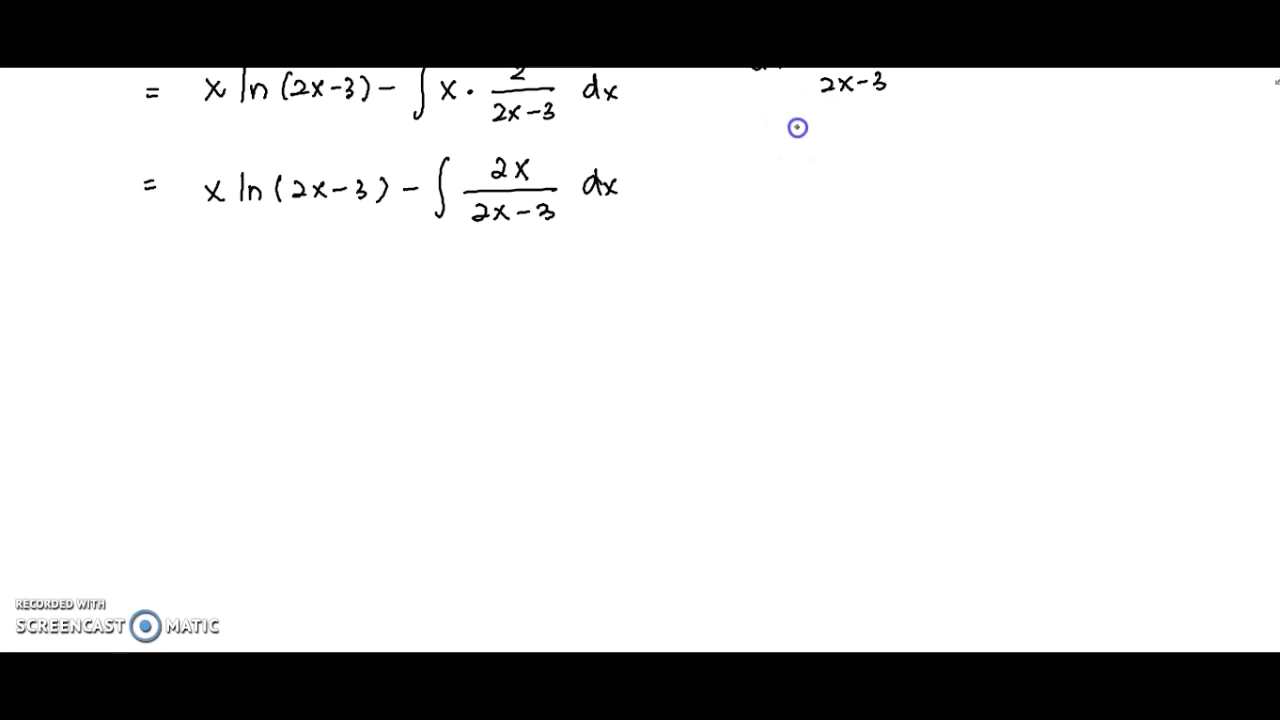 = x ln (2x-3) - ∫ x · 2/(2x-3) dx
2x-3
= x ln (2x-3) - ∫ 2x/(2x-3) dx
RECORDED WITH
SCREENCAST MATIC